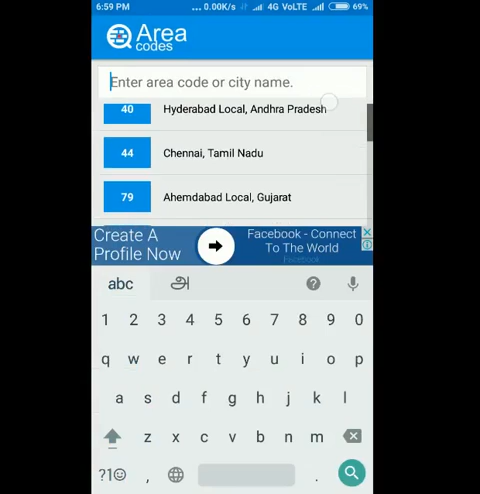 6:59 PM ... 0.00K/s 4G VoLTE 69%
Area
codes
Enter area code or city name.
40 Hyderabad Local, Andhra Pradesh
44 Chennai, Tamil Nadu
79 Ahemdabad Local, Gujarat
Create A
Profile Now
Facebook - Connect
To The World
Facebook
abc அ
1 2 3 4 5 6 7 8 9 0
q w e r t y u i o p
a s d f g h j k l
z x c v b n m
?1☺ , .